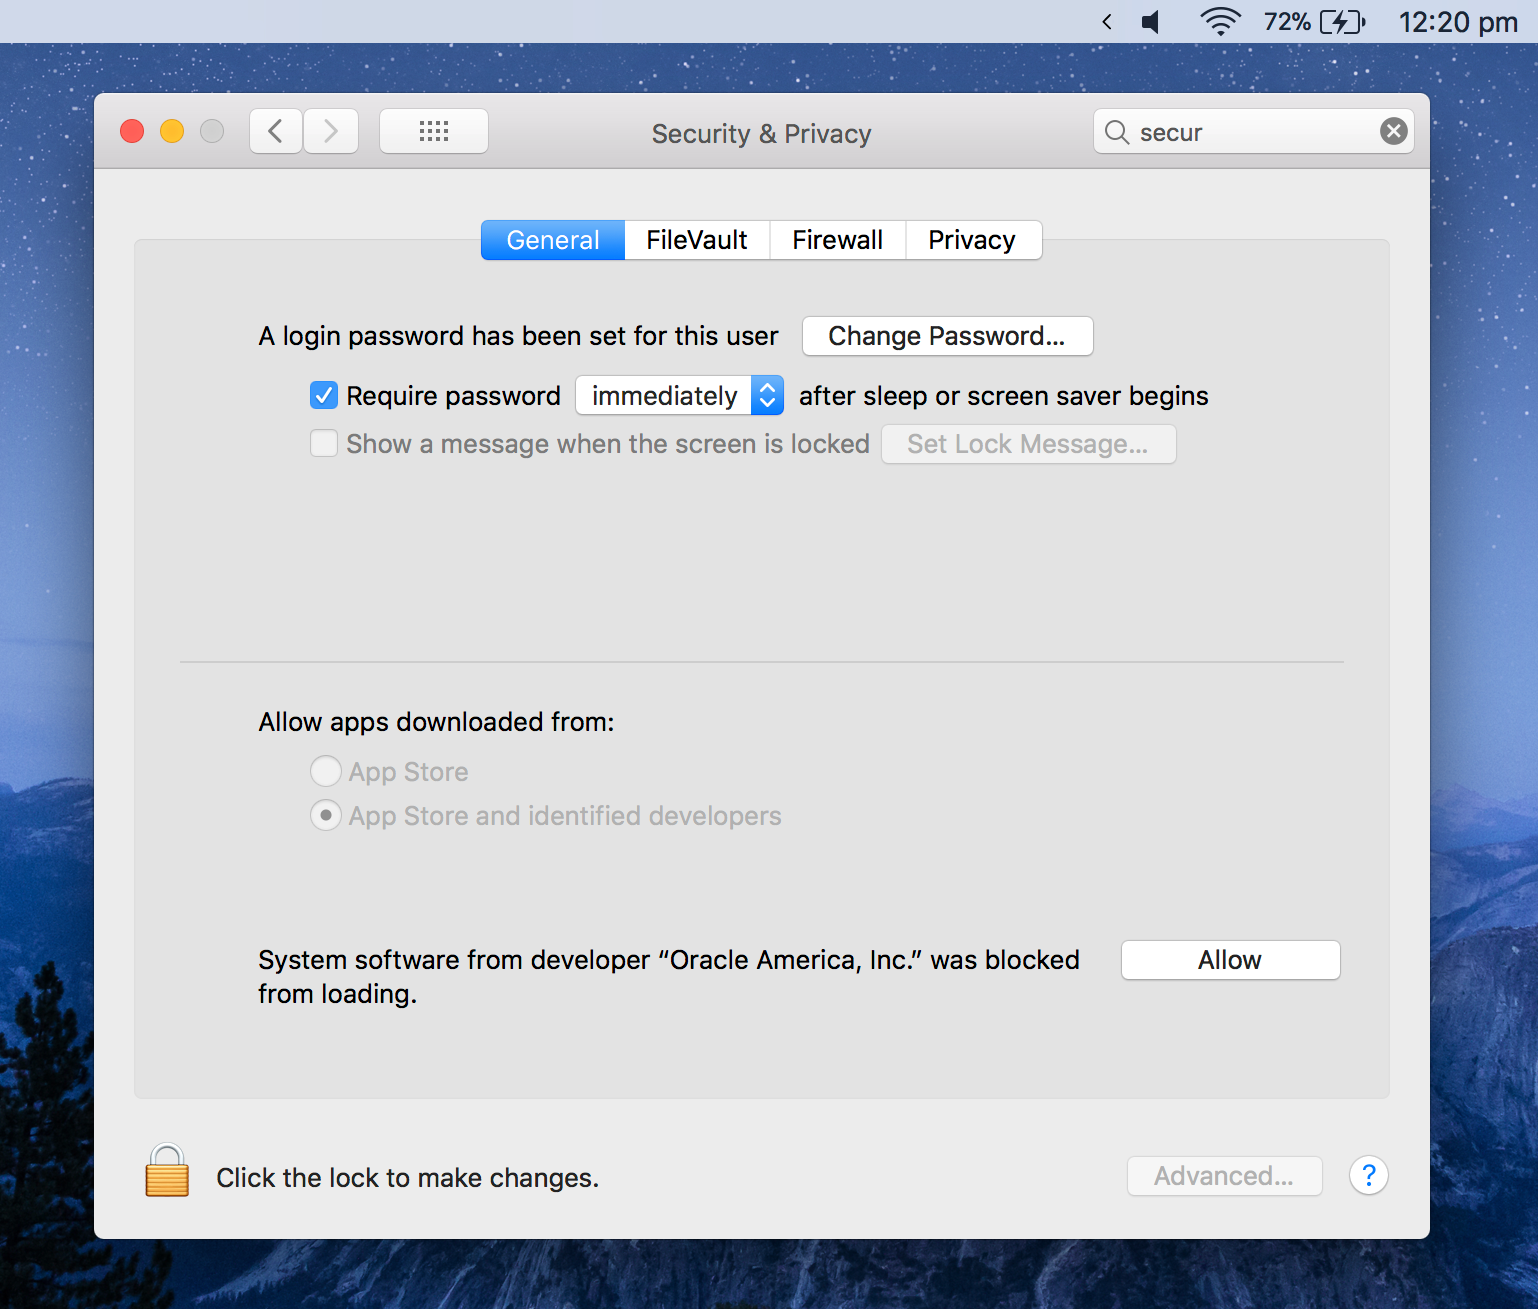 72% 12:20 pm
Security & Privacy
secur
General FileVault Firewall Privacy
A login password has been set for this user Change Password...
Require password immediately after sleep or screen saver begins
Show a message when the screen is locked Set Lock Message...
Allow apps downloaded from:
App Store
App Store and identified developers
System software from developer “Oracle America, Inc.” was blocked Allow
from loading.
Click the lock to make changes. Advanced... ?